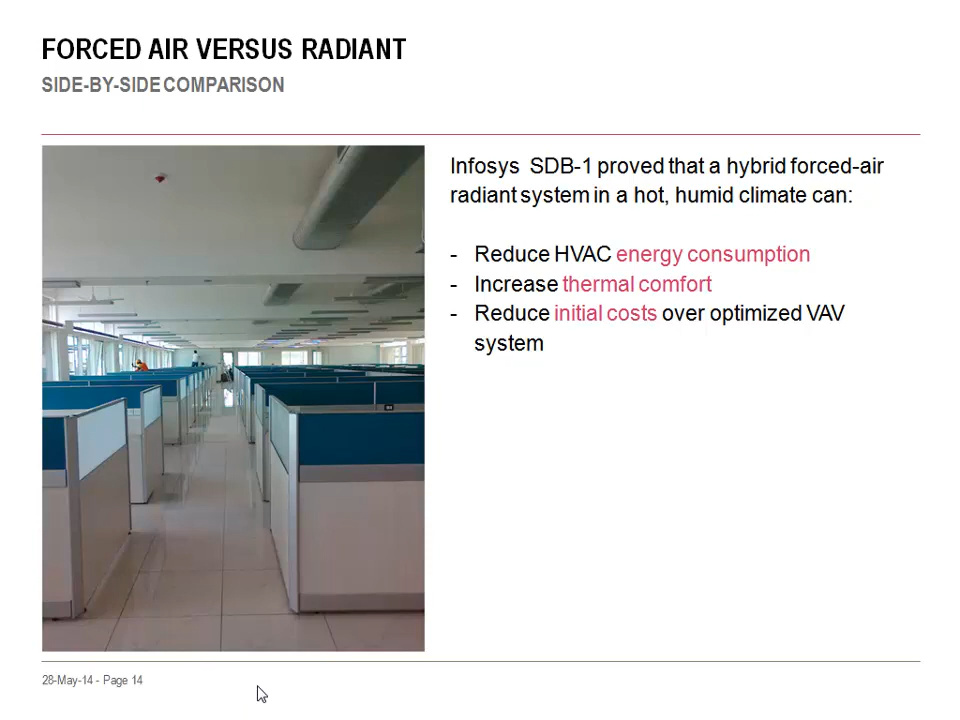 FORCED AIR VERSUS RADIANT
SIDE-BY-SIDE COMPARISON
Infosys SDB-1 proved that a hybrid forced-air
radiant system in a hot, humid climate can:
- Reduce HVAC energy consumption
- Increase thermal comfort
- Reduce initial costs over optimized VAV
system
28-May-14 - Page 14